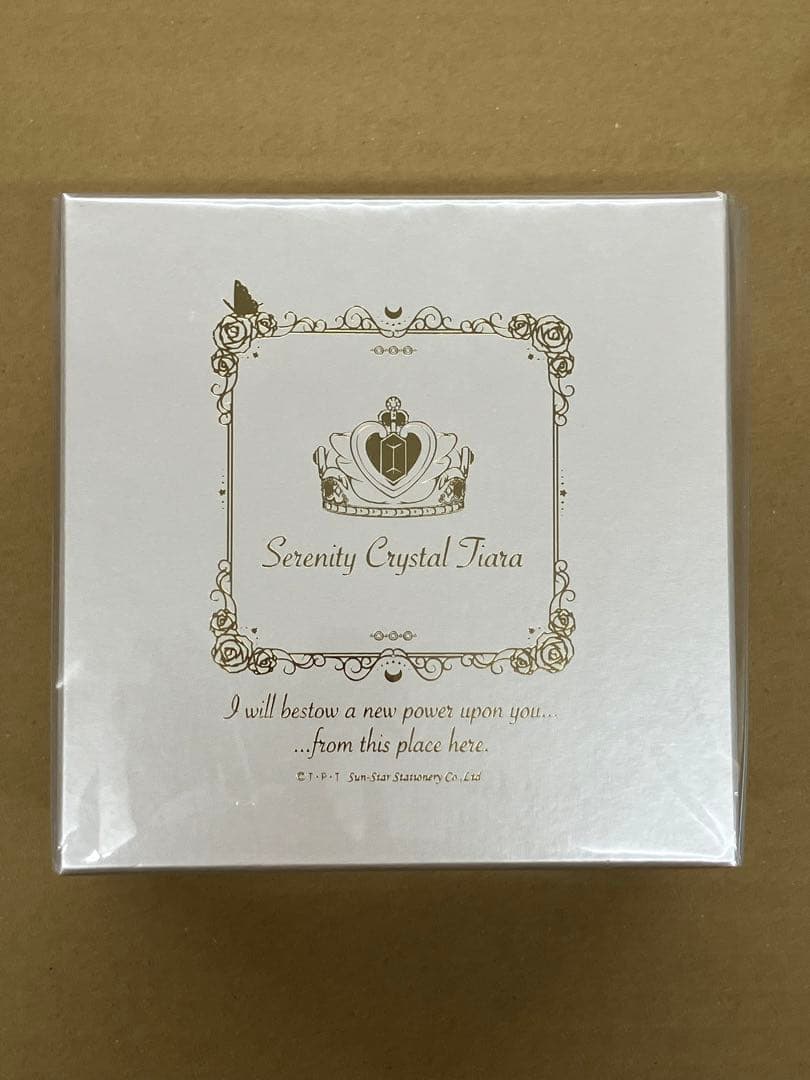 Serenity Crystal Tiara
I will bestow a new power upon you...
...from this place here.
© T・P・T Sun-Star Stationery Co.,Ltd